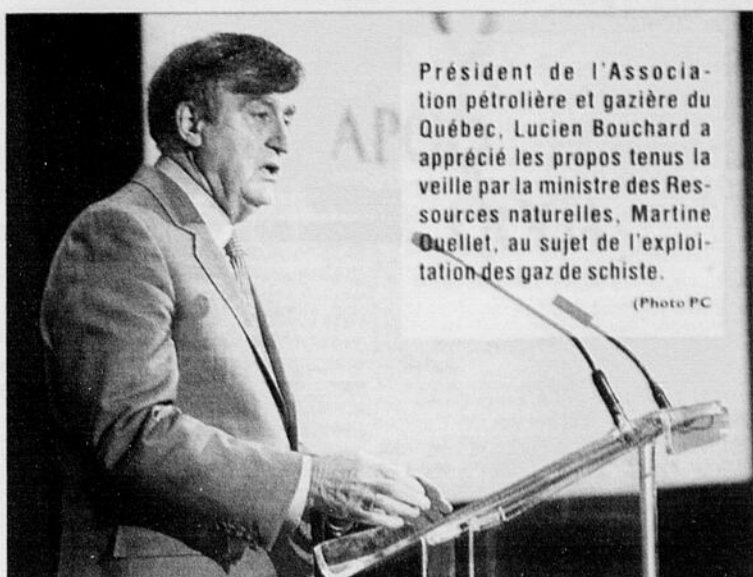 Président de l'Associa-
tion pétrolière et gazière du
Québec, Lucien Bouchard a
apprécié les propos tenus la
veille par la ministre des Res-
sources naturelles, Martine
Ouellet, au sujet de l'exploi-
tation des gaz de schiste.
(Photo PC
AP